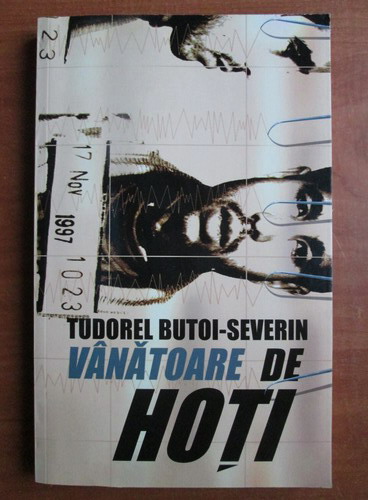 23
17 Nov
1997
1023
TUDOREL BUTOI-SEVERIN
VÂNĂTOARE DE
HOȚI